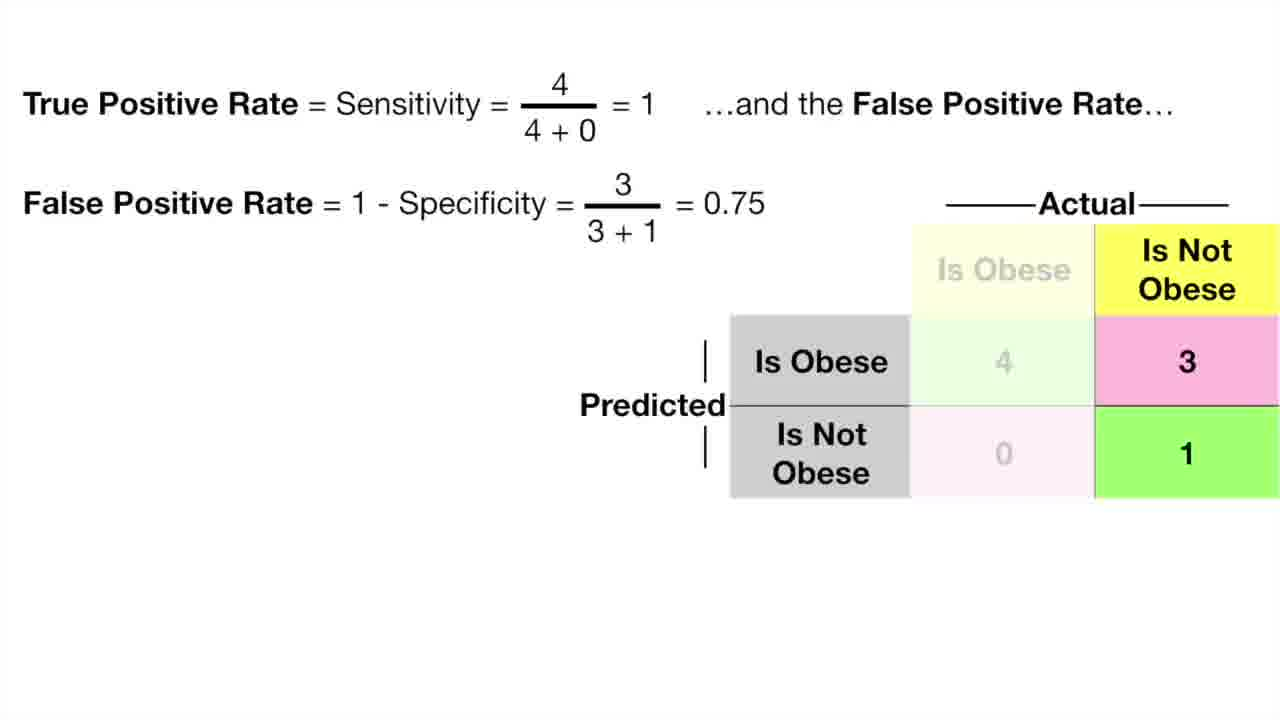 True Positive Rate = Sensitivity = 4 / 4 + 0 = 1 …and the False Positive Rate…
False Positive Rate = 1 - Specificity = 3 / 3 + 1 = 0.75
Actual
Is Obese Is Not Obese
Is Obese 4 3
Predicted
Is Not Obese 0 1